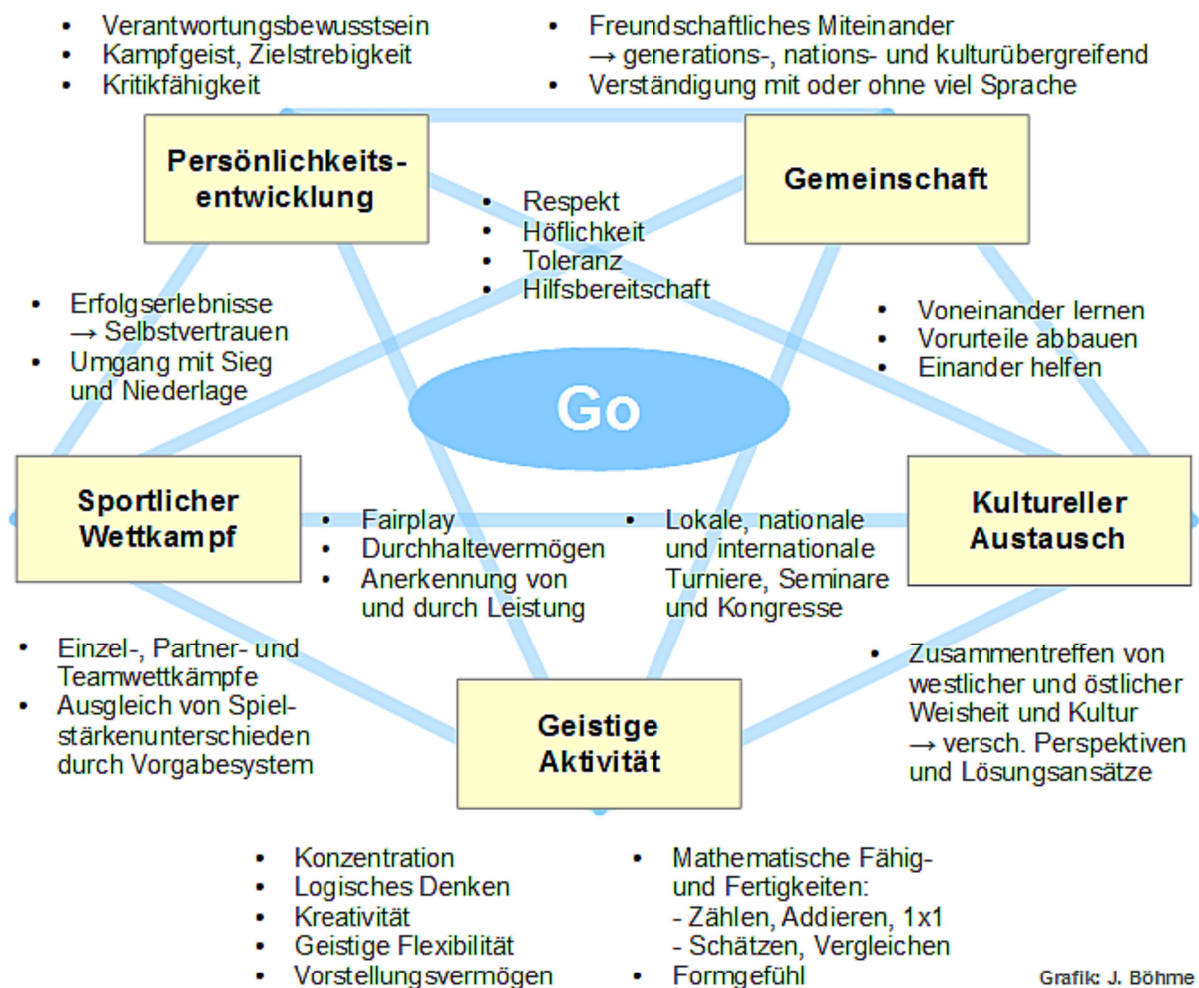 • Verantwortungsbewusstsein
• Kampfgeist, Zielstrebigkeit
• Kritikfähigkeit
• Freundschaftliches Miteinander
→ generations-, nations- und kulturübergreifend
• Verständigung mit oder ohne viel Sprache
Persönlichkeits-
entwicklung
Gemeinschaft
• Respekt
• Höflichkeit
• Toleranz
• Hilfsbereitschaft
• Erfolgserlebnisse
→ Selbstvertrauen
• Umgang mit Sieg
und Niederlage
• Voneinander lernen
• Vorurteile abbauen
• Einander helfen
Go
Sportlicher
Wettkampf
• Fairplay
• Durchhaltevermögen
• Anerkennung von
und durch Leistung
• Lokale, nationale
und internationale
Turniere, Seminare
und Kongresse
Kultureller
Austausch
• Einzel-, Partner- und
Teamwettkämpfe
• Ausgleich von Spiel-
stärkenunterschieden
durch Vorgabesystem
Geistige
Aktivität
• Zusammentreffen von
westlicher und östlicher
Weisheit und Kultur
→ versch. Perspektiven
und Lösungsansätze
• Konzentration
• Logisches Denken
• Kreativität
• Geistige Flexibilität
• Vorstellungsvermögen
• Mathematische Fähig-
und Fertigkeiten:
- Zählen, Addieren, 1x1
- Schätzen, Vergleichen
• Formgefühl
Grafik: J. Böhme